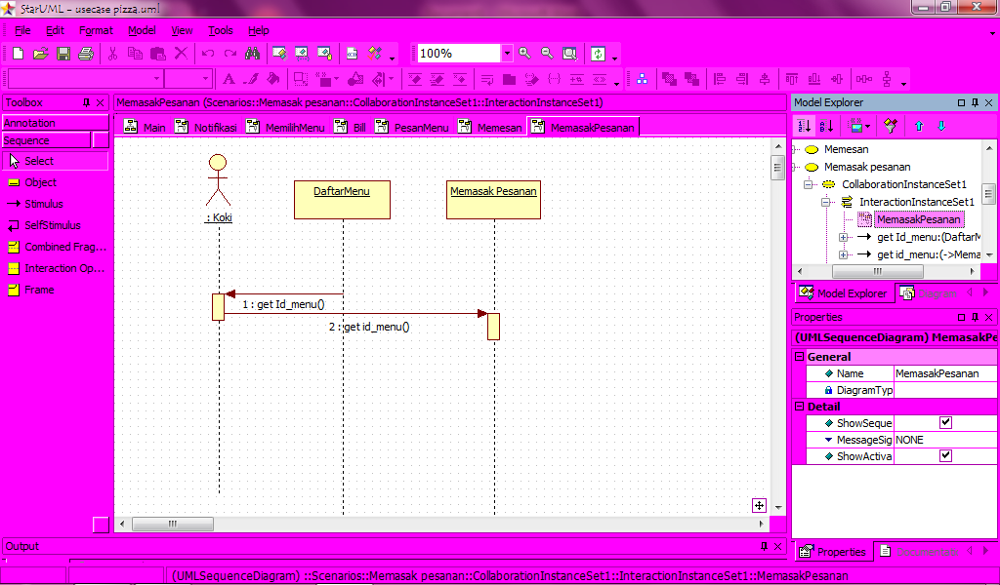 StarUML - usecase pizza.uml
File Edit Format Model View Tools Help
100%
Toolbox
Annotation
Sequence
Select
Object
Stimulus
SelfStimulus
Combined Frag...
Interaction Op...
Frame
MemasakPesanan (Scenarios::Memasak pesanan::CollaborationInstanceSet1::InteractionInstanceSet1)
Main Notifikasi MemilihMenu Bill PesanMenu Memesan MemasakPesanan
: Koki
DaftarMenu
Memasak Pesanan
1 : get Id_menu()
2 : get id_menu()
Model Explorer
Memesan
Memasak pesanan
CollaborationInstanceSet1
InteractionInstanceSet1
MemasakPesanan
get Id_menu:(DaftarM
get id_menu:(->Mema
Model Explorer Diagram
Properties
(UMLSequenceDiagram) MemasakPe
General
Name MemasakPesanan
DiagramTyp
Detail
ShowSeque
MessageSig NONE
ShowActiva
Properties
Output
(UMLSequenceDiagram) ::Scenarios::Memasak pesanan::CollaborationInstanceSet1::InteractionInstanceSet1::MemasakPesanan